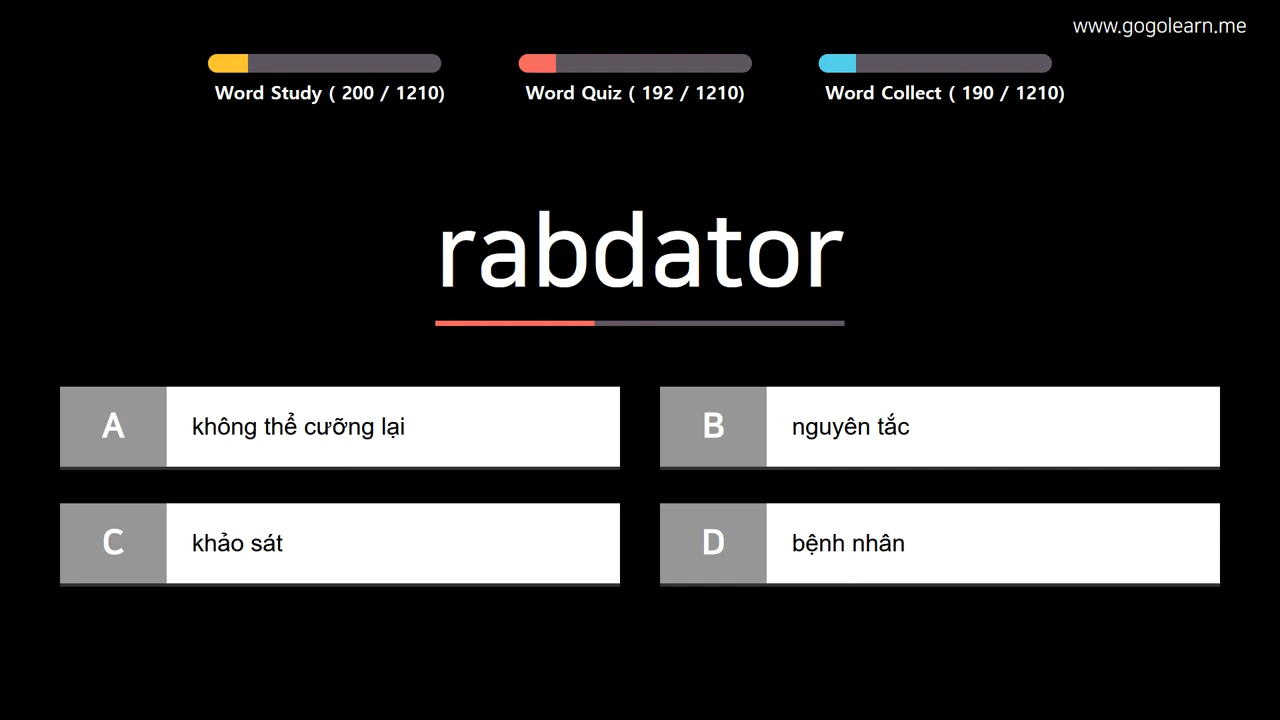 www.gogolearn.me
Word Study ( 200 / 1210)
Word Quiz ( 192 / 1210)
Word Collect ( 190 / 1210)
rabdator
A không thể cưỡng lại
B nguyên tắc
C khảo sát
D bệnh nhân